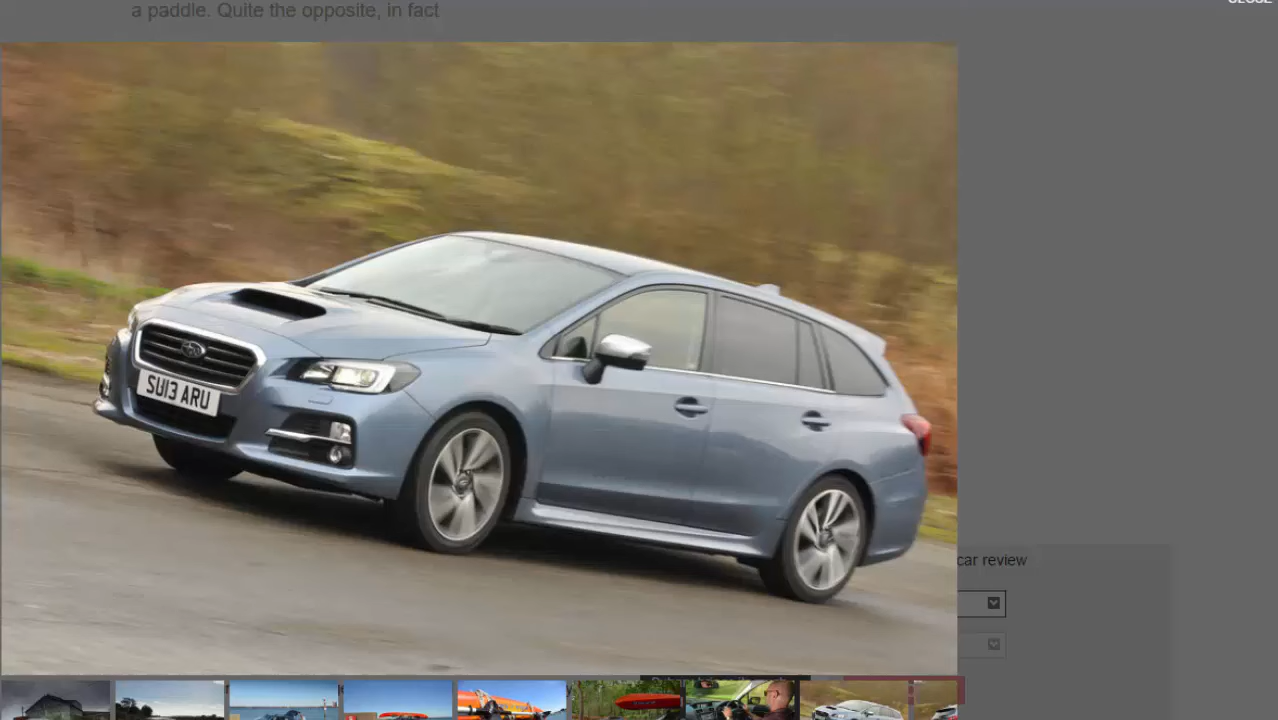 a paddle. Quite the opposite, in fact
SU13 ARU
car review